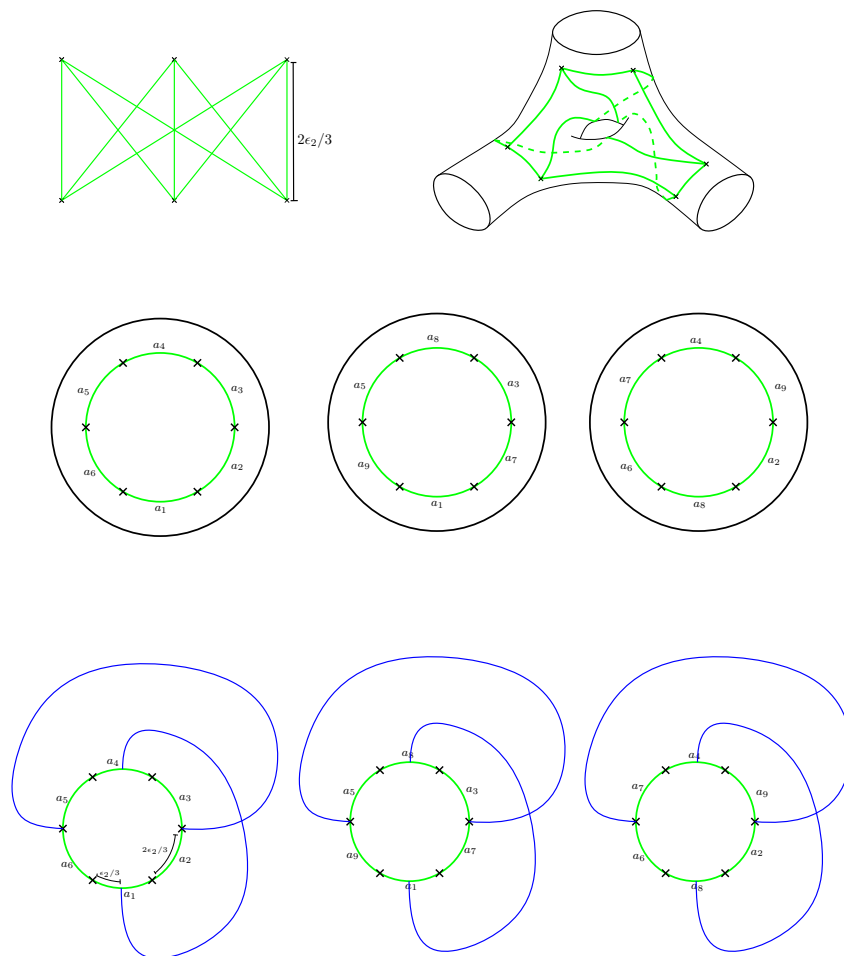 2ϵ₂/3
a₄ a₈ a₄
a₅ a₃ a₅ a₃ a₇ a₉
a₆ a₂ a₉ a₇ a₆ a₂
a₁ a₁ a₈
a₄ a₈ a₄
a₅ a₃ a₅ a₃ a₇ a₉
2ϵ₂/3
a₆ a₂ a₉ a₇ a₆ a₂
ϵ₂/3
a₁ a₁ a₈